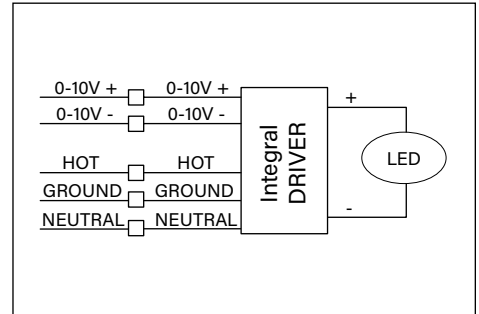 0-10V + 0-10V +
0-10V - 0-10V -
HOT HOT
GROUND GROUND
NEUTRAL NEUTRAL
Integral
DRIVER
+
LED
-